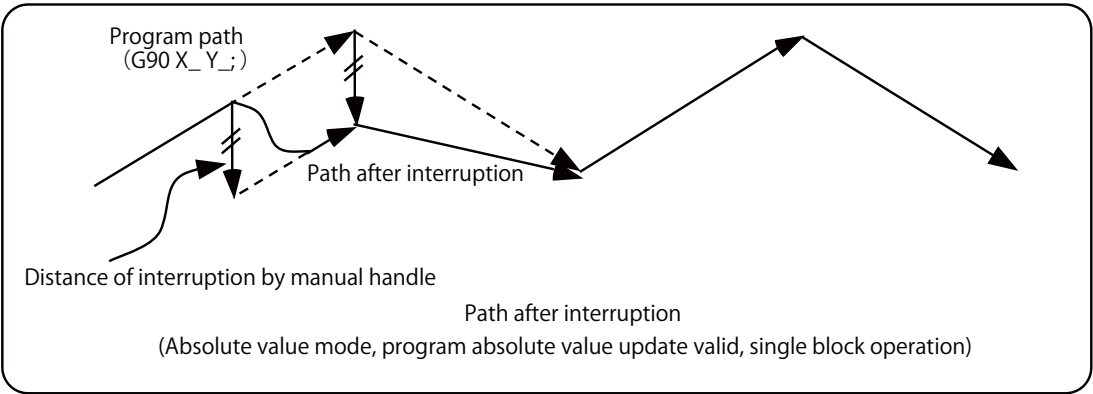 Program path
(G90 X_ Y_;)
Path after interruption
Distance of interruption by manual handle
Path after interruption
(Absolute value mode, program absolute value update valid, single block operation)